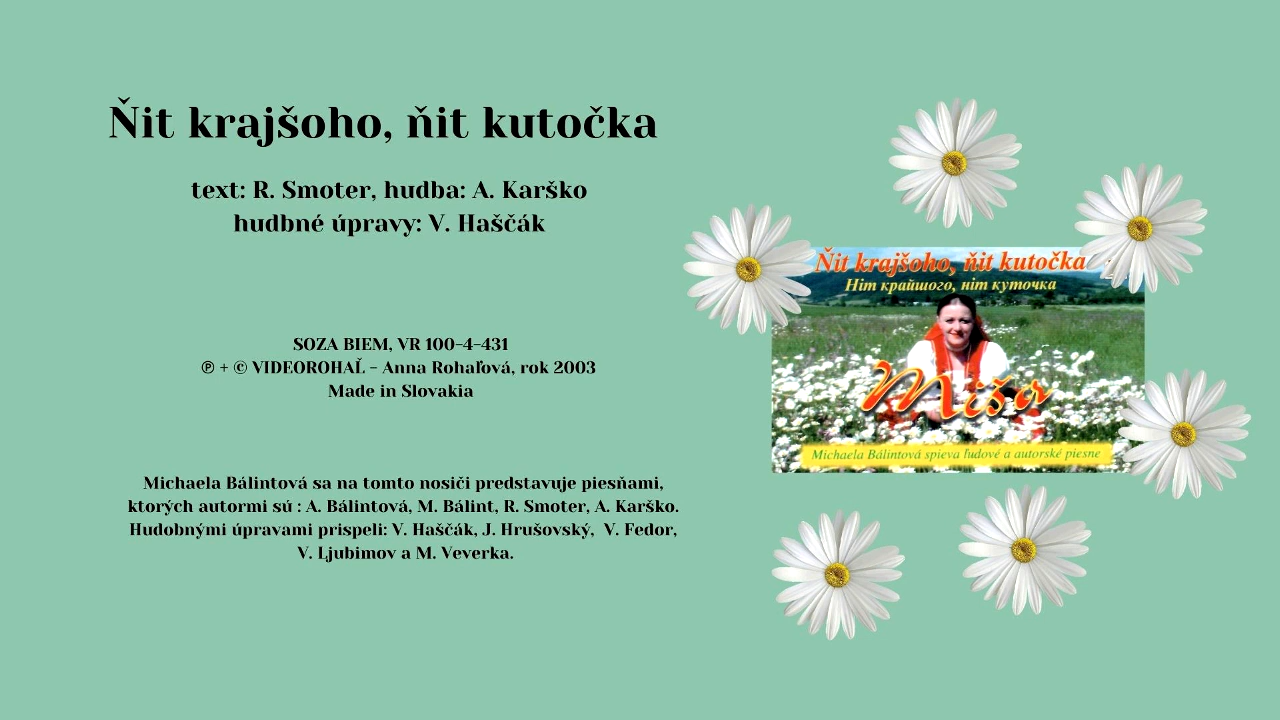 Ňit krajšoho, ňit kutočka
text: R. Smoter, hudba: A. Karško
hudbné úpravy: V. Haščák
SOZA BIEM, VR 100-4-431
℗ + © VIDEOROHAĽ - Anna Rohaľová, rok 2003
Made in Slovakia
Michaela Bálintová sa na tomto nosiči predstavuje piesňami,
ktorých autormi sú : A. Bálintová, M. Bálint, R. Smoter, A. Karško.
Hudobnými úpravami prispeli: V. Haščák, J. Hrušovský, V. Fedor,
V. Ljubimov a M. Veverka.
Ňit krajšoho, ňit kutočka
Нім крайшого, нім куточка
Miša
Michaela Bálintová spieva ľudové a autorské piesne